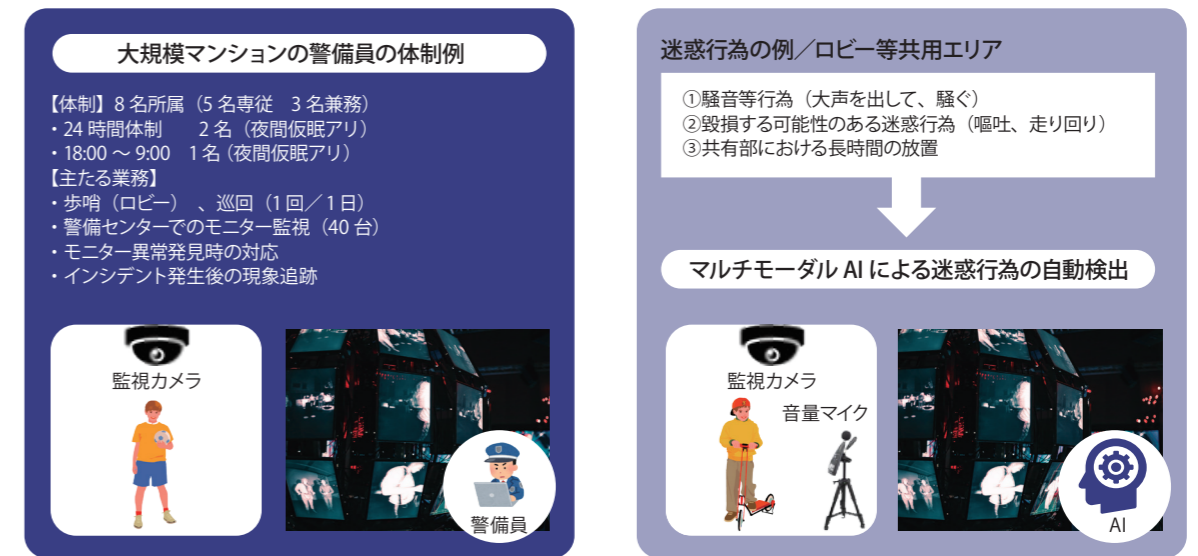 大規模マンションの警備員の体制例
【体制】8名所属（5名専従　3名兼務）
・24時間体制　　2名（夜間仮眠アリ）
・18:00 ～ 9:00　1名（夜間仮眠アリ）
【主たる業務】
・歩哨（ロビー）、巡回（1回／1日）
・警備センターでのモニター監視（40台）
・モニター異常発見時の対応
・インシデント発生後の現象追跡
監視カメラ
警備員
迷惑行為の例／ロビー等共用エリア
①騒音等行為（大声を出して、騒ぐ）
②毀損する可能性のある迷惑行為（嘔吐、走り回り）
③共有部における長時間の放置
マルチモーダルAIによる迷惑行為の自動検出
監視カメラ
音量マイク
AI